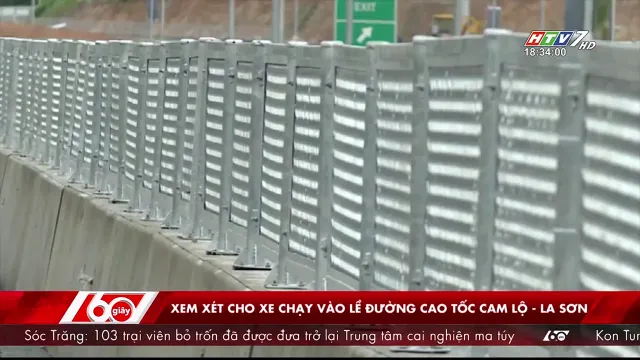 EXIT
HTV7 HD
18:34:00
60 giây
XEM XÉT CHO XE CHẠY VÀO LỀ ĐƯỜNG CAO TỐC CAM LỘ - LA SƠN
Sóc Trăng: 103 trại viên bỏ trốn đã được đưa trở lại Trung tâm cai nghiện ma túy
60
Kon Tu